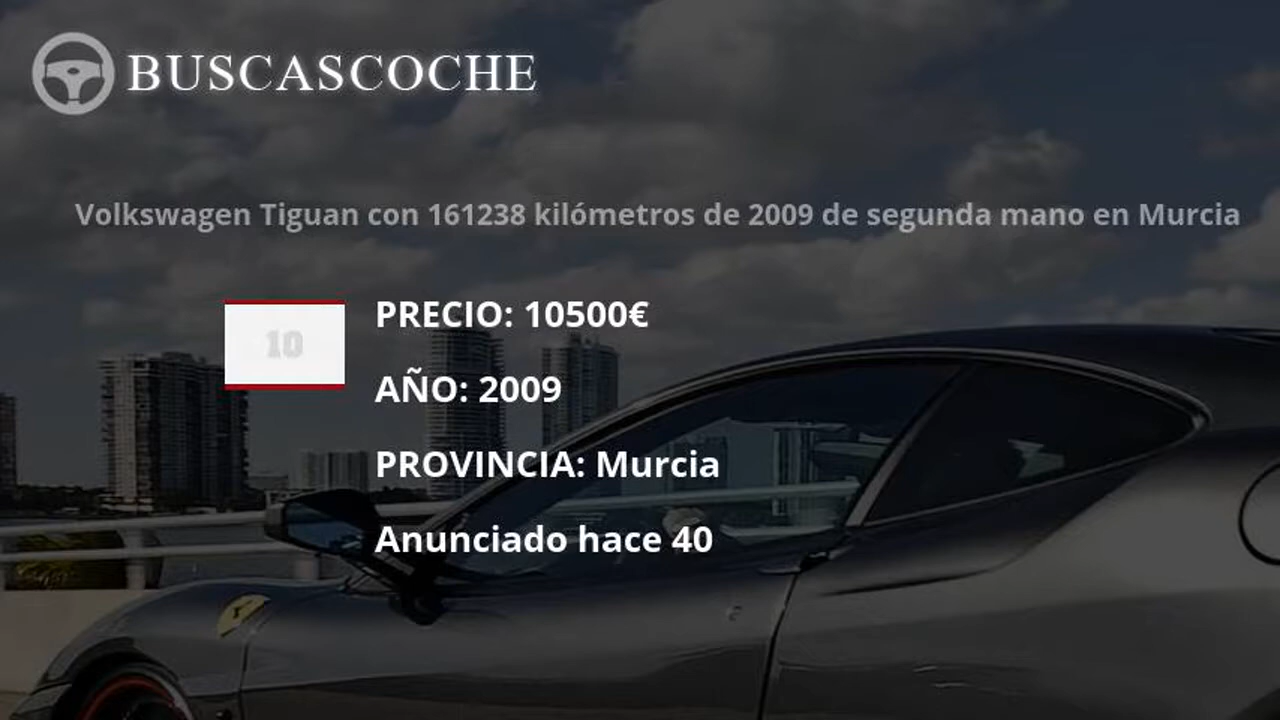 BUSCASCOCHE
Volkswagen Tiguan con 161238 kilómetros de 2009 de segunda mano en Murcia
10
PRECIO: 10500€
AÑO: 2009
PROVINCIA: Murcia
Anunciado hace 40